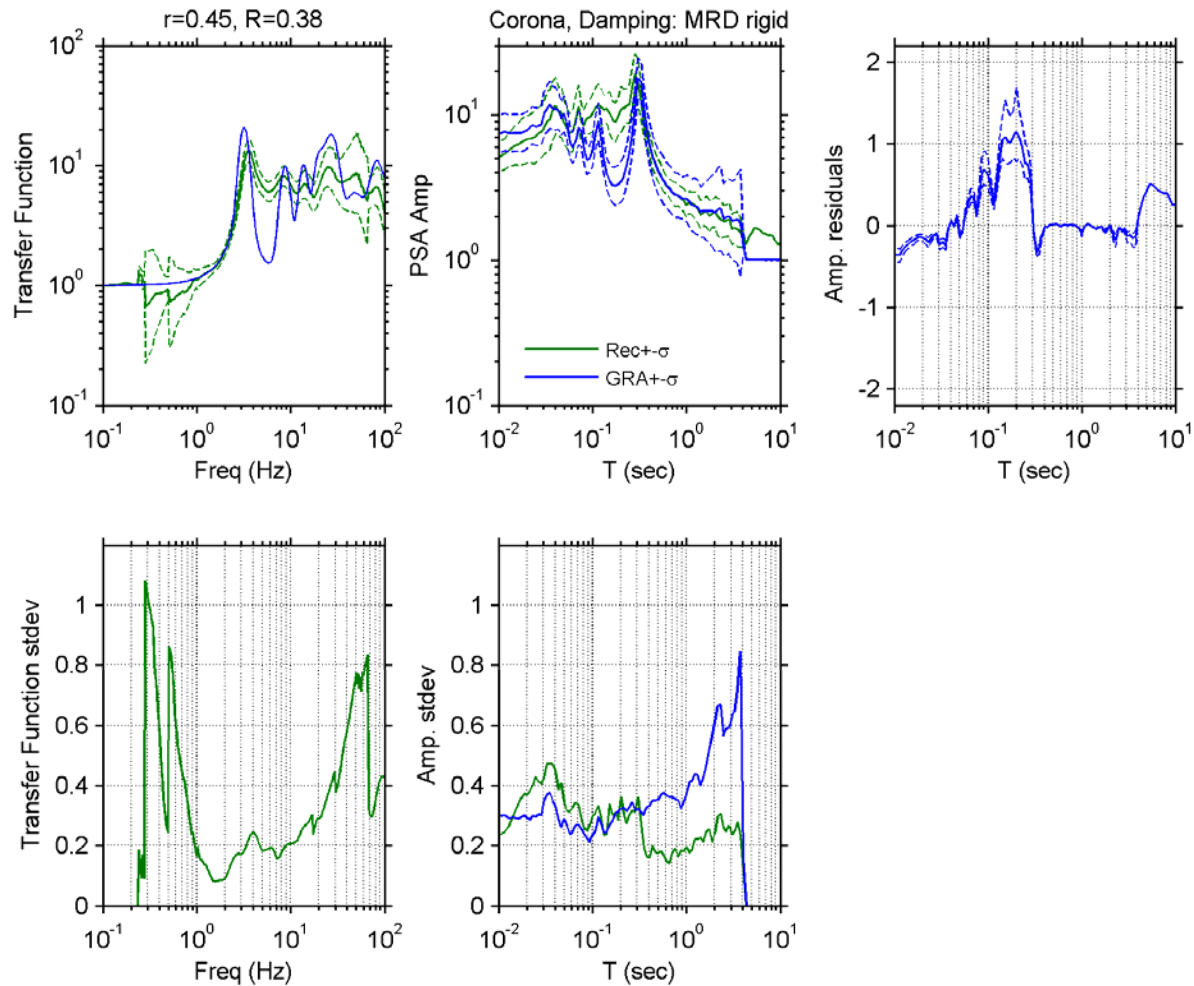 r=0.45, R=0.38
Transfer Function
10^2
10^1
10^0
10^-1
10^-1 10^0 10^1 10^2
Freq (Hz)
Corona, Damping: MRD rigid
PSA Amp
10^1
10^0
10^-1
Rec+-σ
GRA+-σ
10^-2 10^-1 10^0 10^1
T (sec)
Amp. residuals
2
1
0
-1
-2
10^-2 10^-1 10^0 10^1
T (sec)
Transfer Function stdev
1
0.8
0.6
0.4
0.2
0
10^-1 10^0 10^1 10^2
Freq (Hz)
Amp. stdev
1
0.8
0.6
0.4
0.2
0
10^-2 10^-1 10^0 10^1
T (sec)